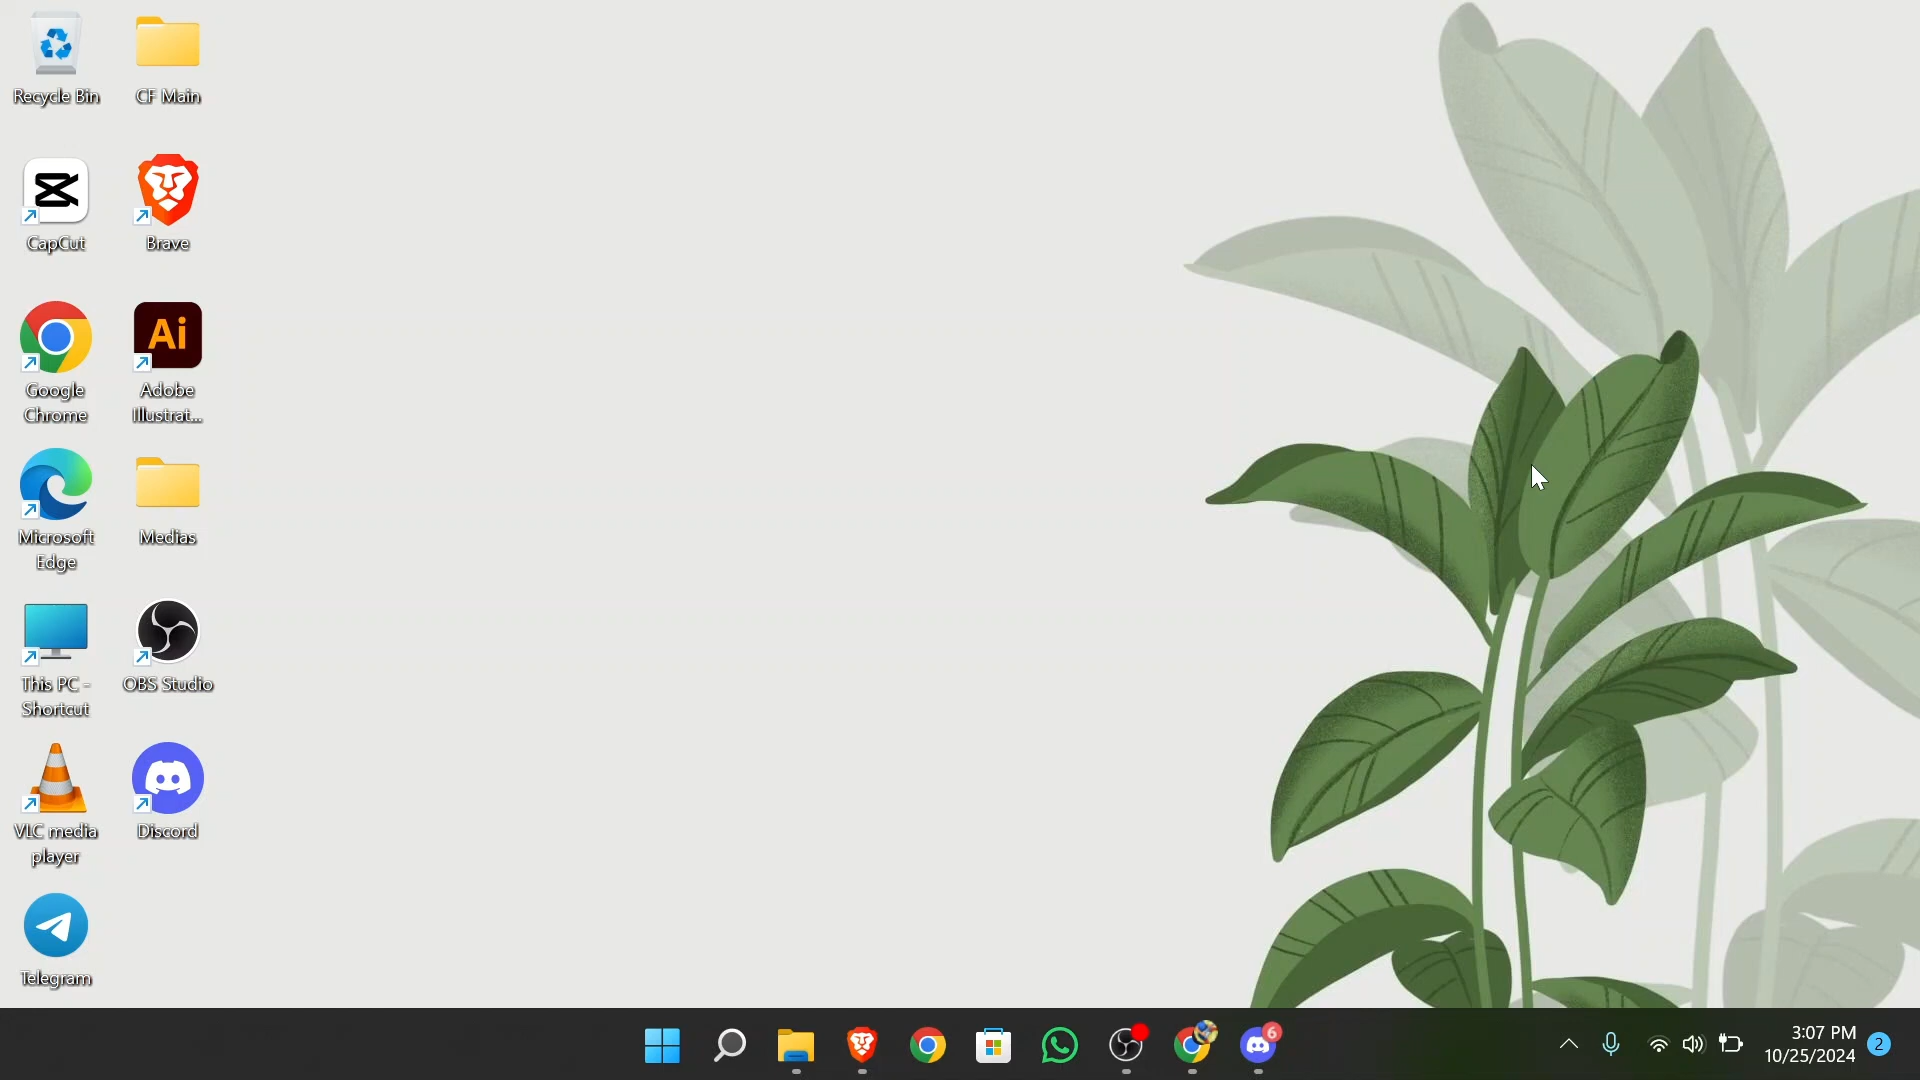 Recycle Bin
CF Main
CapCut
Brave
Google
Chrome
Ai
Adobe
Illustrat...
Microsoft
Edge
Medias
This PC -
Shortcut
OBS Studio
VLC media
player
Discord
Telegram
6
3:07 PM
10/25/2024
2